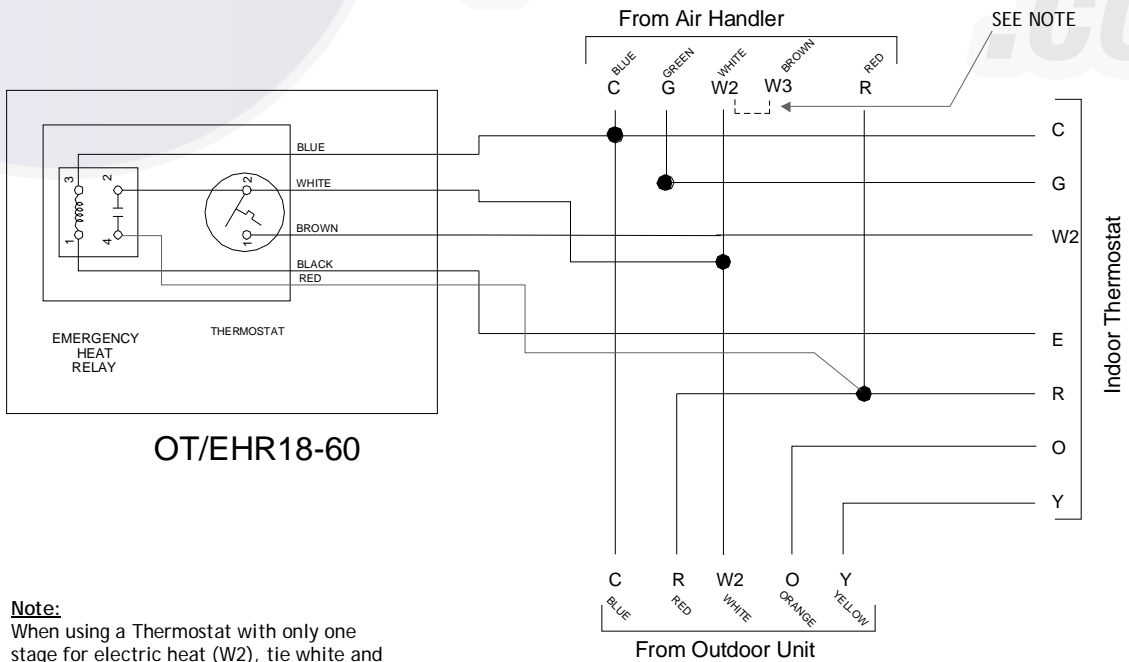 From Air Handler
SEE NOTE
BLUE GREEN WHITE BROWN RED
C G W2 W3 R
C
G
W2
E
R
O
Y
Indoor Thermostat
BLUE
WHITE
BROWN
BLACK
RED
3 2 2
1 4 1
EMERGENCY
HEAT
RELAY
THERMOSTAT
OT/EHR18-60
C R W2 O Y
BLUE RED WHITE ORANGE YELLOW
From Outdoor Unit
Note:
When using a Thermostat with only one
stage for electric heat (W2), tie white and